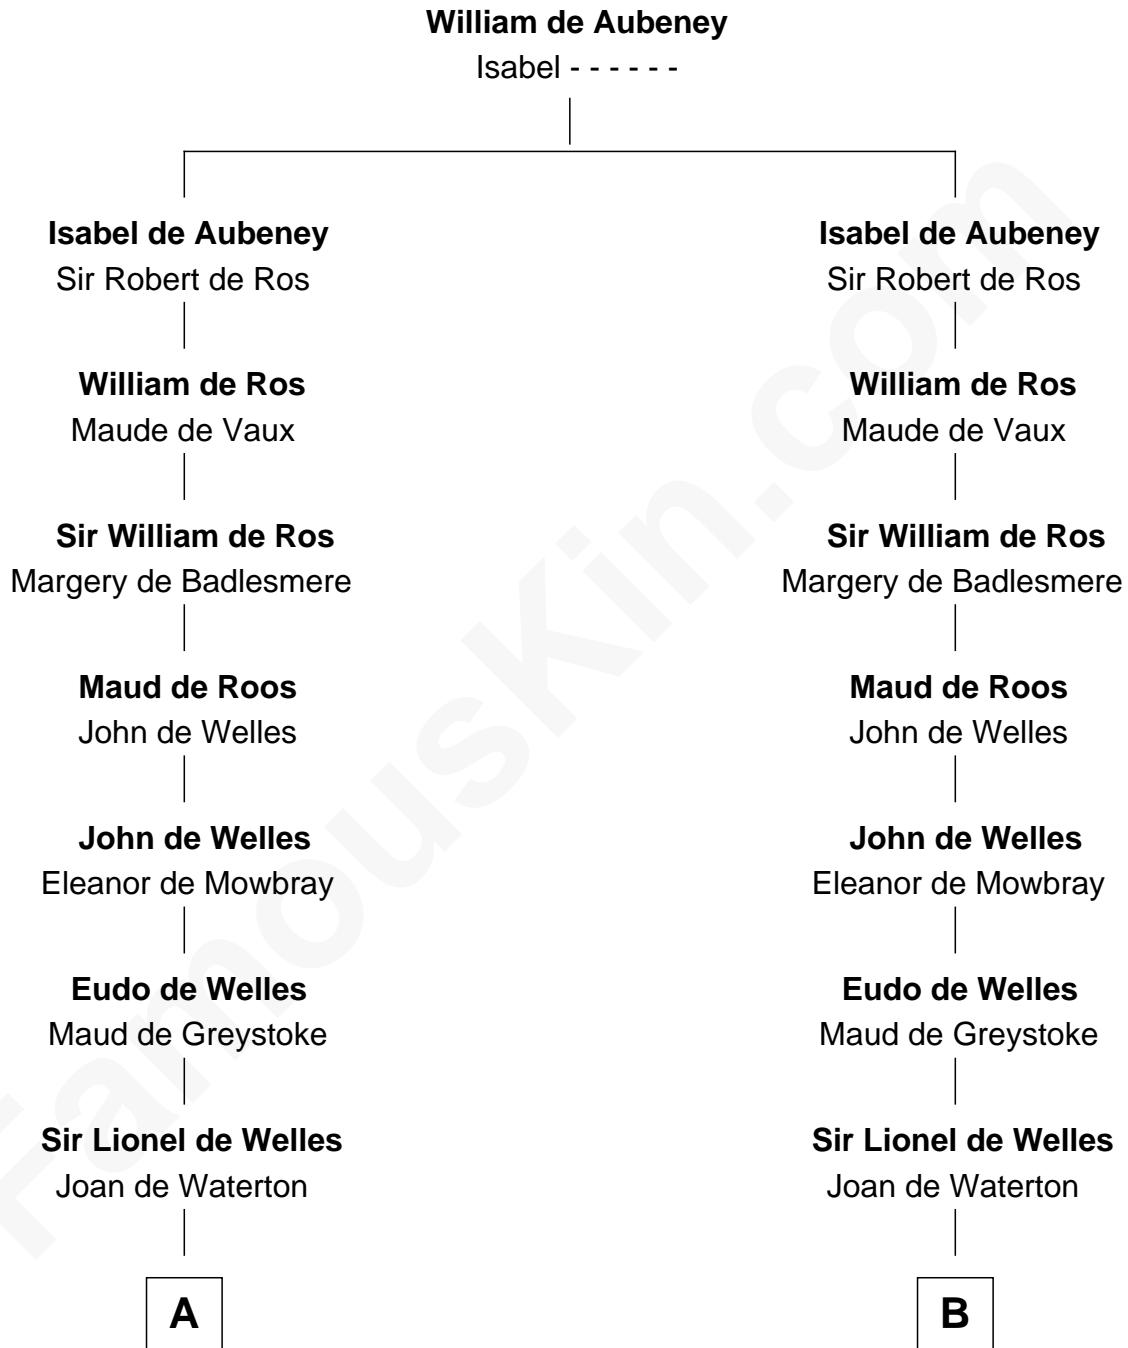 William de Aubeney
Isabel - - - - - -
Isabel de Aubeney
Sir Robert de Ros
William de Ros
Maude de Vaux
Sir William de Ros
Margery de Badlesmere
Maud de Roos
John de Welles
John de Welles
Eleanor de Mowbray
Eudo de Welles
Maud de Greystoke
Sir Lionel de Welles
Joan de Waterton
A
Isabel de Aubeney
Sir Robert de Ros
William de Ros
Maude de Vaux
Sir William de Ros
Margery de Badlesmere
Maud de Roos
John de Welles
John de Welles
Eleanor de Mowbray
Eudo de Welles
Maud de Greystoke
Sir Lionel de Welles
Joan de Waterton
B
FamousKin.com